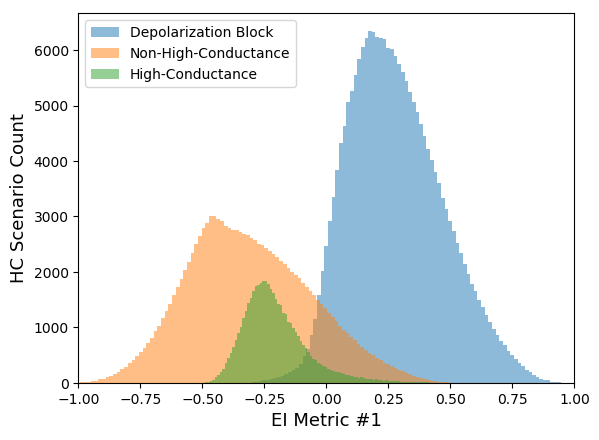 Depolarization Block
Non-High-Conductance
High-Conductance
HC Scenario Count
6000
5000
4000
3000
2000
1000
0
−1.00 −0.75 −0.50 −0.25 0.00 0.25 0.50 0.75 1.00
EI Metric #1